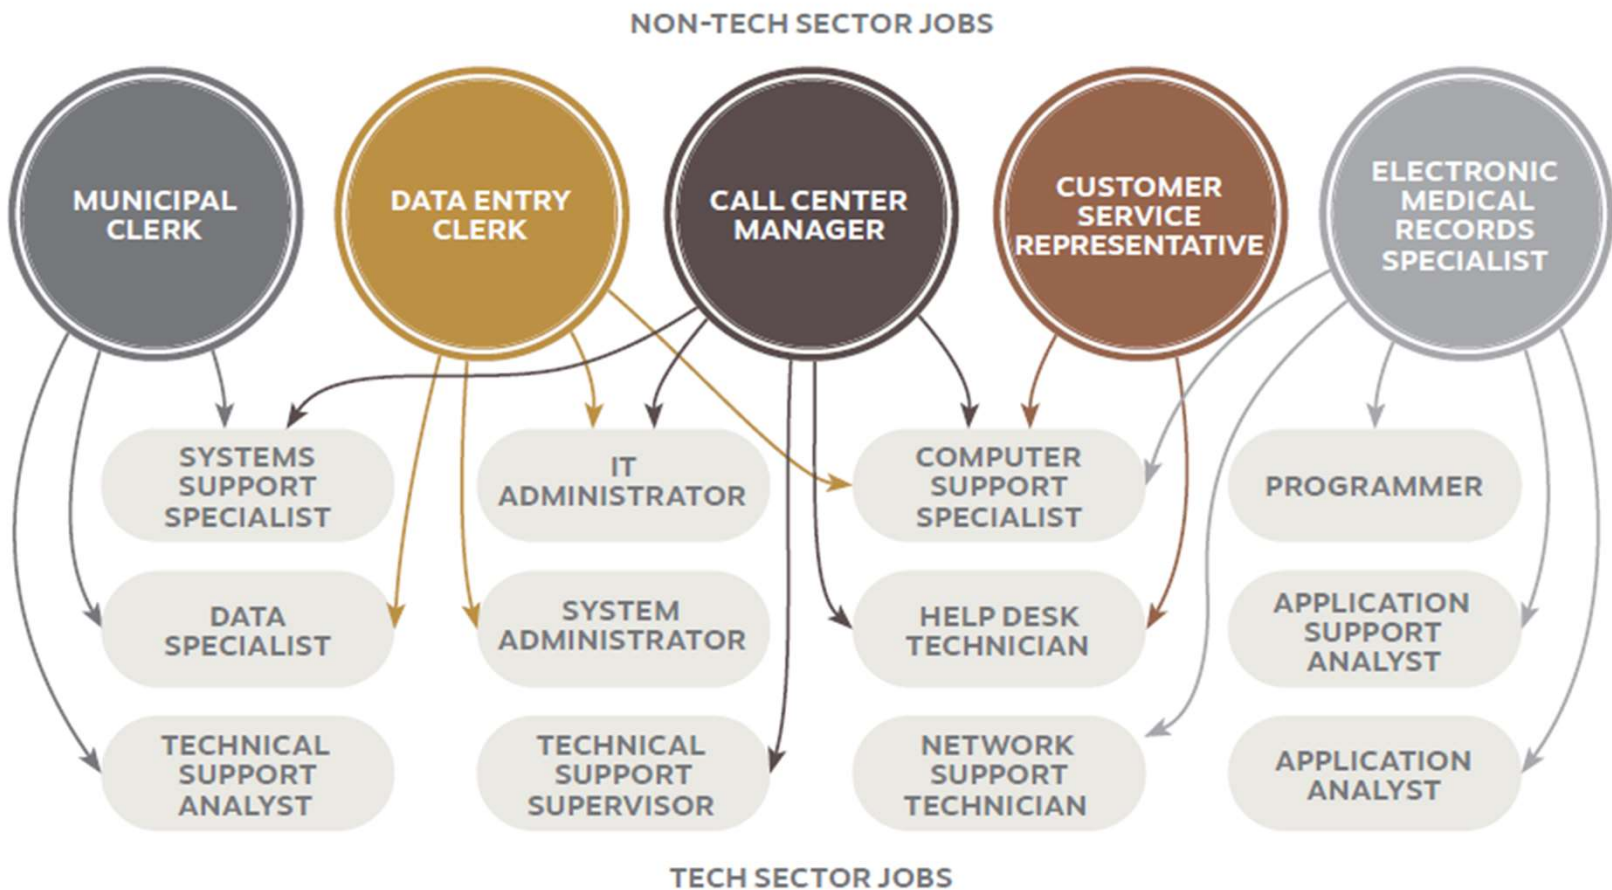 NON-TECH SECTOR JOBS
MUNICIPAL
CLERK
DATA ENTRY
CLERK
CALL CENTER
MANAGER
CUSTOMER
SERVICE
REPRESENTATIVE
ELECTRONIC
MEDICAL
RECORDS
SPECIALIST
SYSTEMS
SUPPORT
SPECIALIST
IT
ADMINISTRATOR
COMPUTER
SUPPORT
SPECIALIST
PROGRAMMER
DATA
SPECIALIST
SYSTEM
ADMINISTRATOR
HELP DESK
TECHNICIAN
APPLICATION
SUPPORT
ANALYST
TECHNICAL
SUPPORT
ANALYST
TECHNICAL
SUPPORT
SUPERVISOR
NETWORK
SUPPORT
TECHNICIAN
APPLICATION
ANALYST
TECH SECTOR JOBS